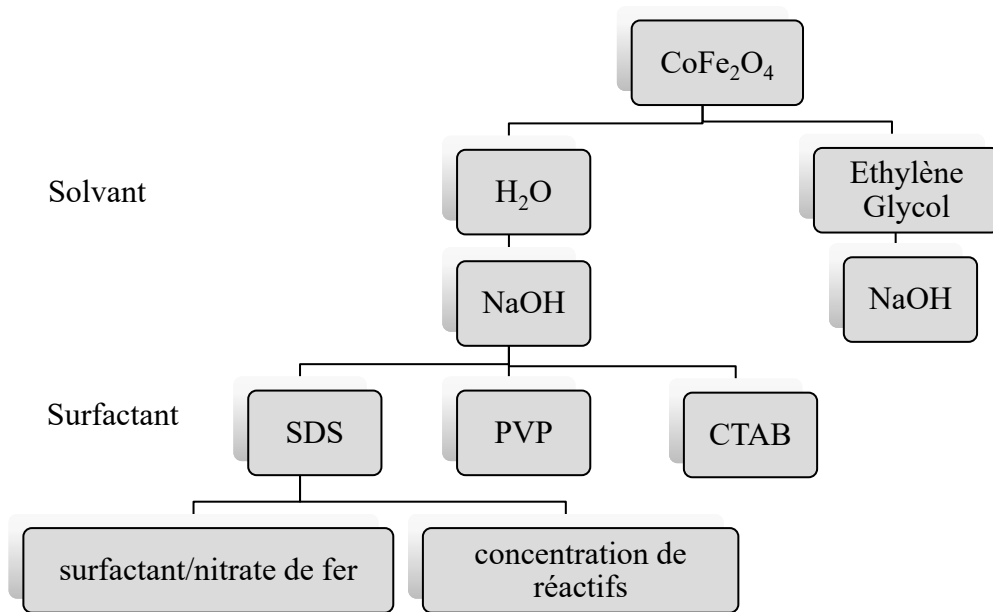 CoFe₂O₄
Solvant
H₂O
Ethylène
Glycol
NaOH
NaOH
Surfactant
SDS
PVP
CTAB
surfactant/nitrate de fer
concentration de
réactifs